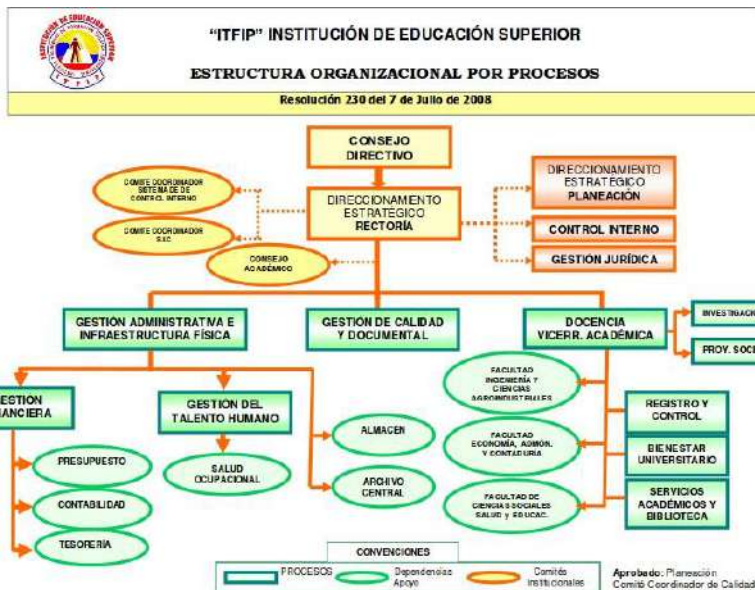 "ITFIP" INSTITUCIÓN DE EDUCACIÓN SUPERIOR
ESTRUCTURA ORGANIZACIONAL POR PROCESOS
Resolución 230 del 7 de Julio de 2008
CONSEJO
DIRECTIVO
DIRECCIONAMIENTO
ESTRATÉGICO
RECTORÍA
COMITE COORDINADOR
SISTEMA DE DE
CONTROL INTERNO
COMITE COORDINADOR
SAC
CONSEJO
ACADÉMICO
DIRECCIONAMIENTO
ESTRATÉGICO
PLANEACIÓN
CONTROL INTERNO
GESTIÓN JURÍDICA
GESTIÓN ADMINISTRATIVA E
INFRAESTRUCTURA FÍSICA
GESTIÓN DE CALIDAD
Y DOCUMENTAL
DOCENCIA
VICERR. ACADÉMICA
INVESTIGAC
PROY. SOCI
ESTIÓN
ANCIERA
GESTIÓN DEL
TALENTO HUMANO
PRESUPUESTO
CONTABILIDAD
TESORERÍA
SALUD
OCUPACIONAL
ALMACÉN
ARCHIVO
CENTRAL
FACULTAD
INGENIERÍA Y
CIENCIAS
AGROINDUSTRIALES
FACULTAD
ECONOMÍA, ADMÓN.
Y CONTADURÍA
FACULTAD DE
CIENCIAS SOCIALES
SALUD y EDUCAC.
REGISTRO Y
CONTROL
BIENESTAR
UNIVERSITARIO
SERVICIOS
ACADÉMICOS Y
BIBLIOTECA
CONVENCIONES
PROCESOS
Dependencias
Apoyo
Comités
Institucionales
Aprobado: Planeación
Comité Coordinador de Calidad